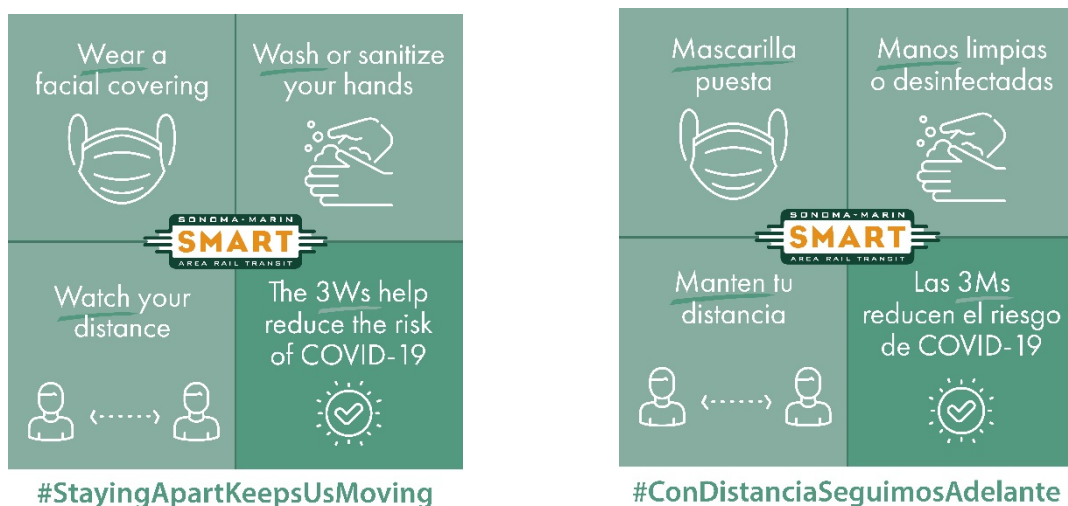 Wear a
facial covering
Wash or sanitize
your hands
SONOMA-MARIN
SMART
AREA RAIL TRANSIT
Watch your
distance
The 3Ws help
reduce the risk
of COVID-19
#StayingApartKeepsUsMoving
Mascarilla
puesta
Manos limpias
o desinfectadas
SONOMA-MARIN
SMART
AREA RAIL TRANSIT
Manten tu
distancia
Las 3Ms
reducen el riesgo
de COVID-19
#ConDistanciaSeguimosAdelante